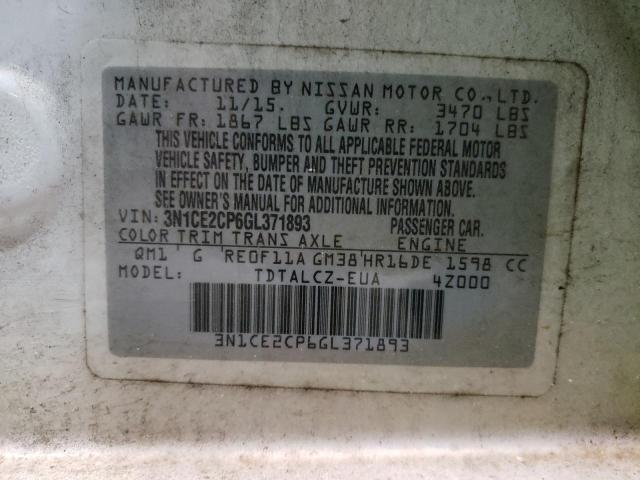 MANUFACTURED BY NISSAN MOTOR CO.,LTD.
DATE: 11/15. GVWR: 3470 LBS
GAWR FR: 1867 LBS GAWR RR: 1704 LBS
THIS VEHICLE CONFORMS TO ALL APPLICABLE FEDERAL MOTOR
VEHICLE SAFETY, BUMPER AND THEFT PREVENTION STANDARDS
IN EFFECT ON THE DATE OF MANUFACTURE SHOWN ABOVE.
SEE OWNER'S MANUAL FOR ADDITIONAL INFORMATION
VIN: 3N1CE2CP6GL371893 PASSENGER CAR.
COLOR TRIM TRANS AXLE ENGINE
QM1 ' G ' RE0F11A GM38 ' HR16DE 1598 CC
MODEL: TDTALCZ-EUA 4Z000
3N1CE2CP6GL371893